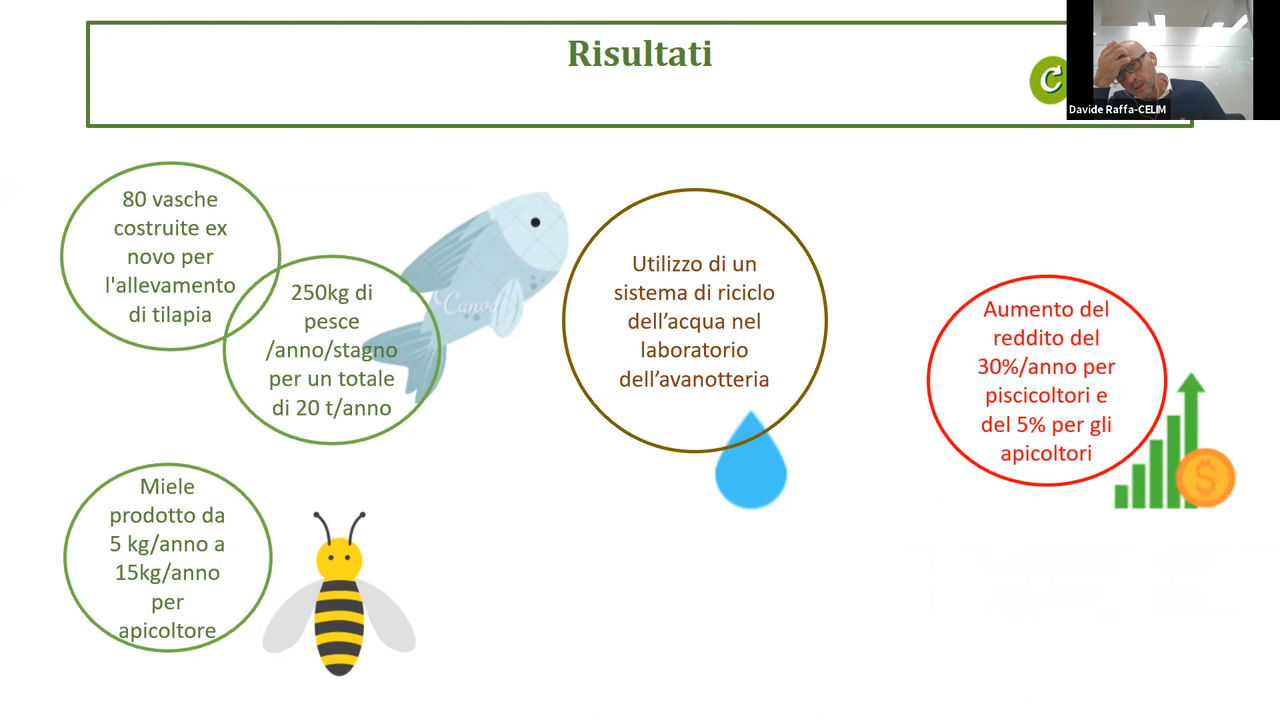 Risultati
C
Davide Raffa-CELIM
80 vasche
costruite ex
novo per
l'allevamento
di tilapia
250kg di
pesce
/anno/stagno
per un totale
di 20 t/anno
Canva
Utilizzo di un
sistema di riciclo
dell’acqua nel
laboratorio
dell’avanotteria
Aumento del
reddito del
30%/anno per
piscicoltori e
del 5% per gli
apicoltori
$
Miele
prodotto da
5 kg/anno a
15kg/anno
per
apicoltore